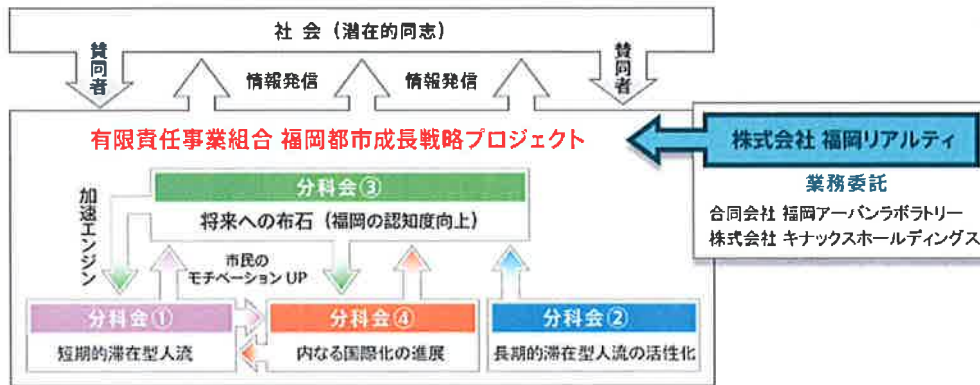 社 会（潜在的同志）
賛同者
情報発信
情報発信
賛同者
有限責任事業組合 福岡都市成長戦略プロジェクト
株式会社 福岡リアルティ
業務委託
合同会社 福岡アーバンラボラトリー
株式会社 キナックスホールディングス
加速エンジン
分科会③
将来への布石（福岡の認知度向上）
市民の
モチベーション UP
分科会①
短期的滞在型人流
分科会④
内なる国際化の進展
分科会②
長期的滞在型人流の活性化